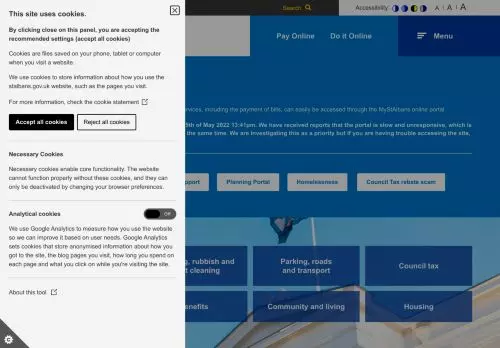 This site uses cookies.
By clicking close on this panel, you are accepting the
recommended settings (accept all cookies)
Cookies are files saved on your phone, tablet or computer
when you visit a website.
We use cookies to store information about how you use the
stalbans.gov.uk website, such as the pages you visit.
For more information, check the cookie statement
Accept all cookies
Reject all cookies
Necessary Cookies
Necessary cookies enable core functionality. The website
cannot function properly without these cookies, and they can
only be deactivated by changing your browser preferences.
Analytical cookies
Off
We use Google Analytics to measure how you use the website
so we can improve it based on user needs. Google Analytics
sets cookies that store anonymised information about how you
got to the site, the blog pages you visit, how long you spend
on each page and what you click on while you're visiting the site.
About this tool
Search
Accessibility:
A A A
Pay Online
Do it Online
Menu
rvices, including the payment of bills, can easily be accessed through the MyStAlbans online portal
5th of May 2022 13:41pm. We have received reports that the portal is slow and unresponsive, which is
the same time. We are investigating this as a priority but if you are having trouble accessing the site,
pport
Planning Portal
Homelessness
Council Tax rebate scam
g, rubbish and
t cleaning
Parking, roads
and transport
Council tax
enefits
Community and living
Housing